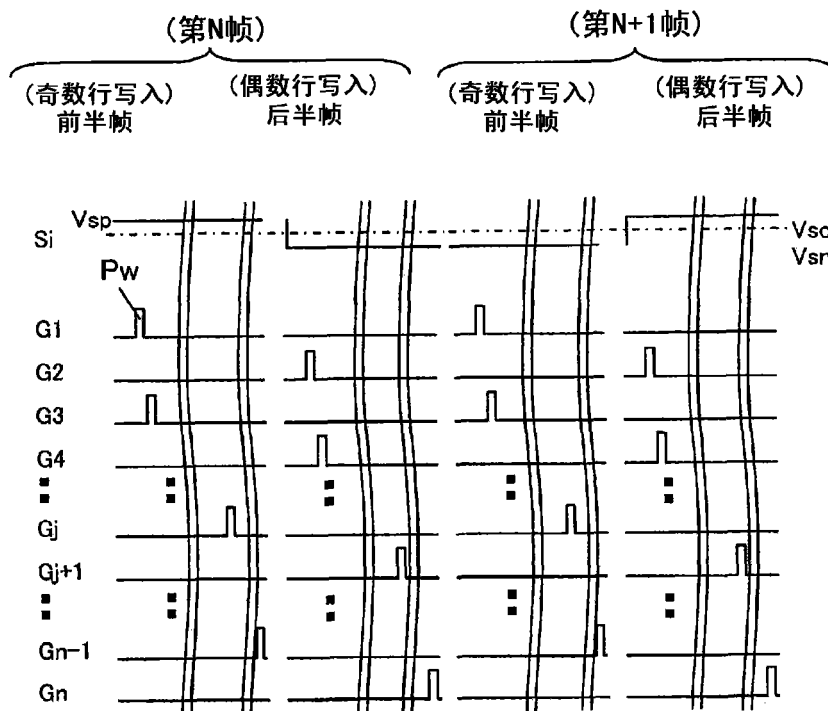 (第N帧)
(第N+1帧)
(奇数行写入)
前半帧
(偶数行写入)
后半帧
(奇数行写入)
前半帧
(偶数行写入)
后半帧
Vsp
Si
Pw
G1
G2
G3
G4
Gj
Gj+1
Gn-1
Gn